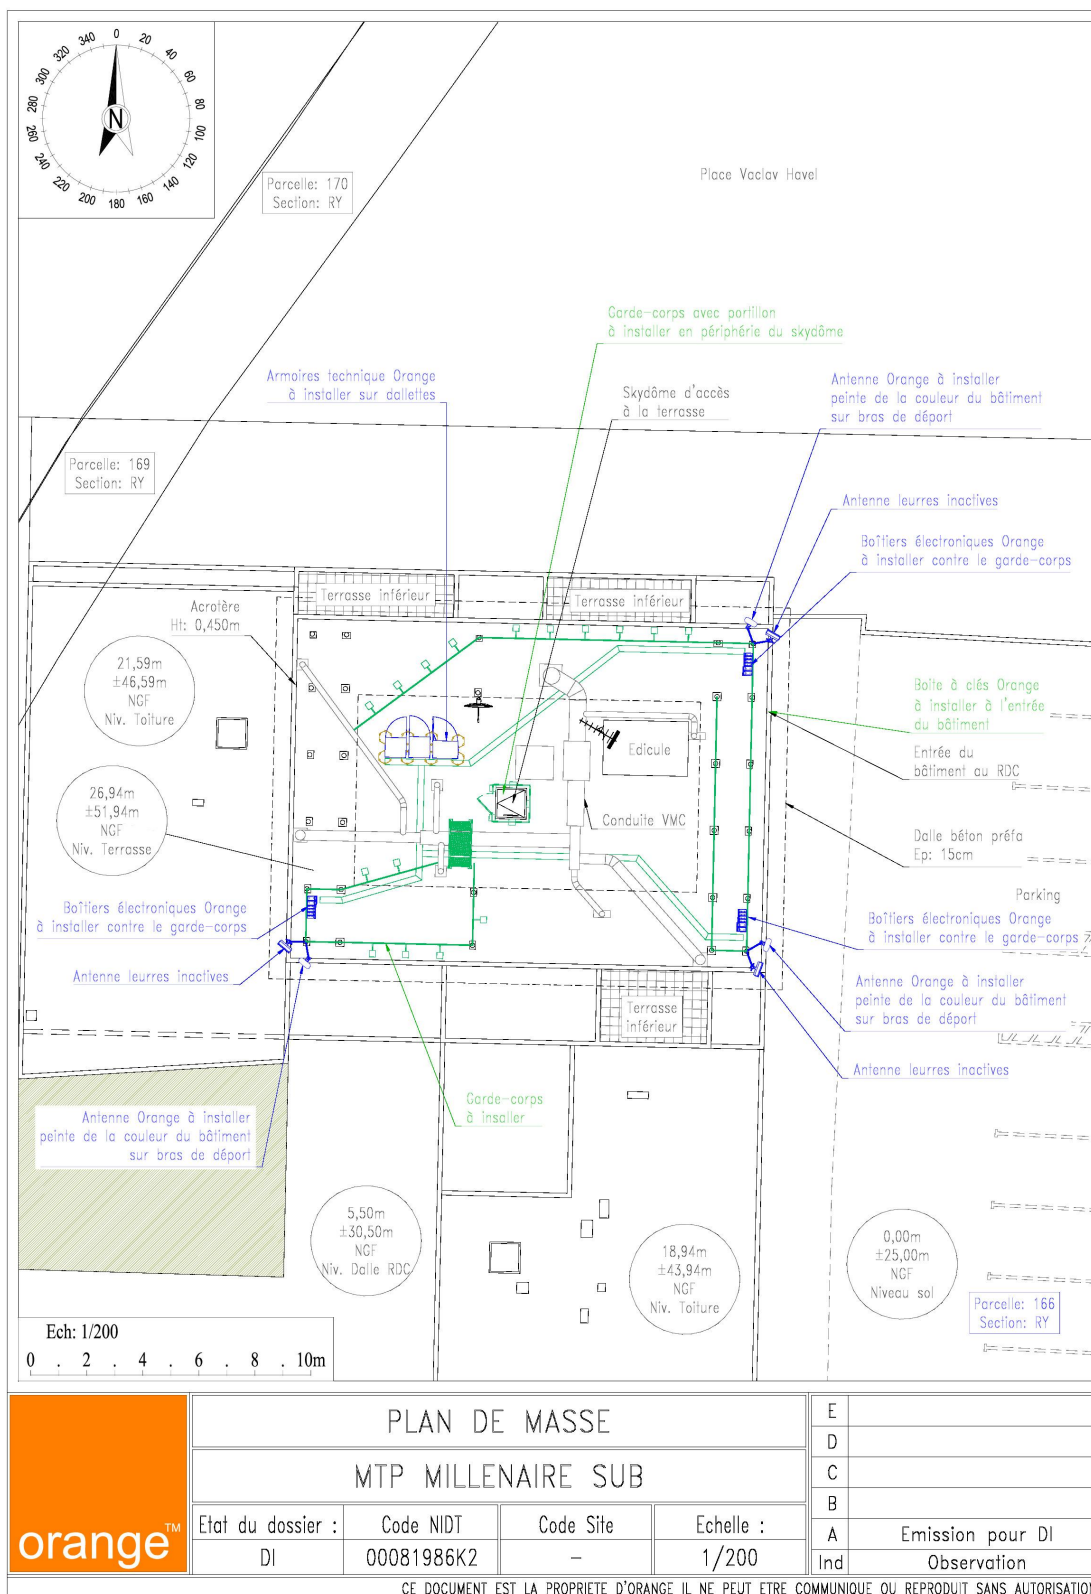 0
20
40
60
80
100
120
140
160
180
200
220
240
260
280
300
320
340
N
Parcelle: 170
Section: RY
Place Vaclav Havel
Garde-corps avec portillon
à installer en périphérie du skydôme
Armoires technique Orange
à installer sur dallettes
Skydôme d'accès
à la terrasse
Antenne Orange à installer
peinte de la couleur du bâtiment
sur bras de déport
Parcelle: 169
Section: RY
Antenne leurres inactives
Boîtiers électroniques Orange
à installer contre le garde-corps
Terrasse inférieur
Terrasse inférieur
Acrotère
Ht: 0,450m
21,59m
±46,59m
NGF
Niv. Toiture
Boite à clés Orange
à installer à l'entrée
du bâtiment
Edicule
Entrée du
bâtiment au RDC
26,94m
±51,94m
NGF
Niv. Terrasse
Conduite VMC
Dalle béton préfa
Ep: 15cm
Parking
Boîtiers électroniques Orange
à installer contre le garde-corps
Boîtiers électroniques Orange
à installer contre le garde-corps
Antenne leurres inactives
Antenne Orange à installer
peinte de la couleur du bâtiment
sur bras de déport
Terrasse
inférieur
Antenne leurres inactives
Garde-corps
à insaller
Antenne Orange à installer
peinte de la couleur du bâtiment
sur bras de déport
5,50m
±30,50m
NGF
Niv. Dalle RDC
18,94m
±43,94m
NGF
Niv. Toiture
0,00m
±25,00m
NGF
Niveau sol
Parcelle: 166
Section: RY
Ech: 1/200
0 . 2 . 4 . 6 . 8 . 10m
orange™
PLAN DE MASSE
MTP MILLENAIRE SUB
Etat du dossier :
Code NIDT
Code Site
Echelle :
DI
00081986K2
-
1/200
E
D
C
B
A
Emission pour DI
Ind
Observation
CE DOCUMENT EST LA PROPRIETE D'ORANGE IL NE PEUT ETRE COMMUNIQUE OU REPRODUIT SANS AUTORISATION